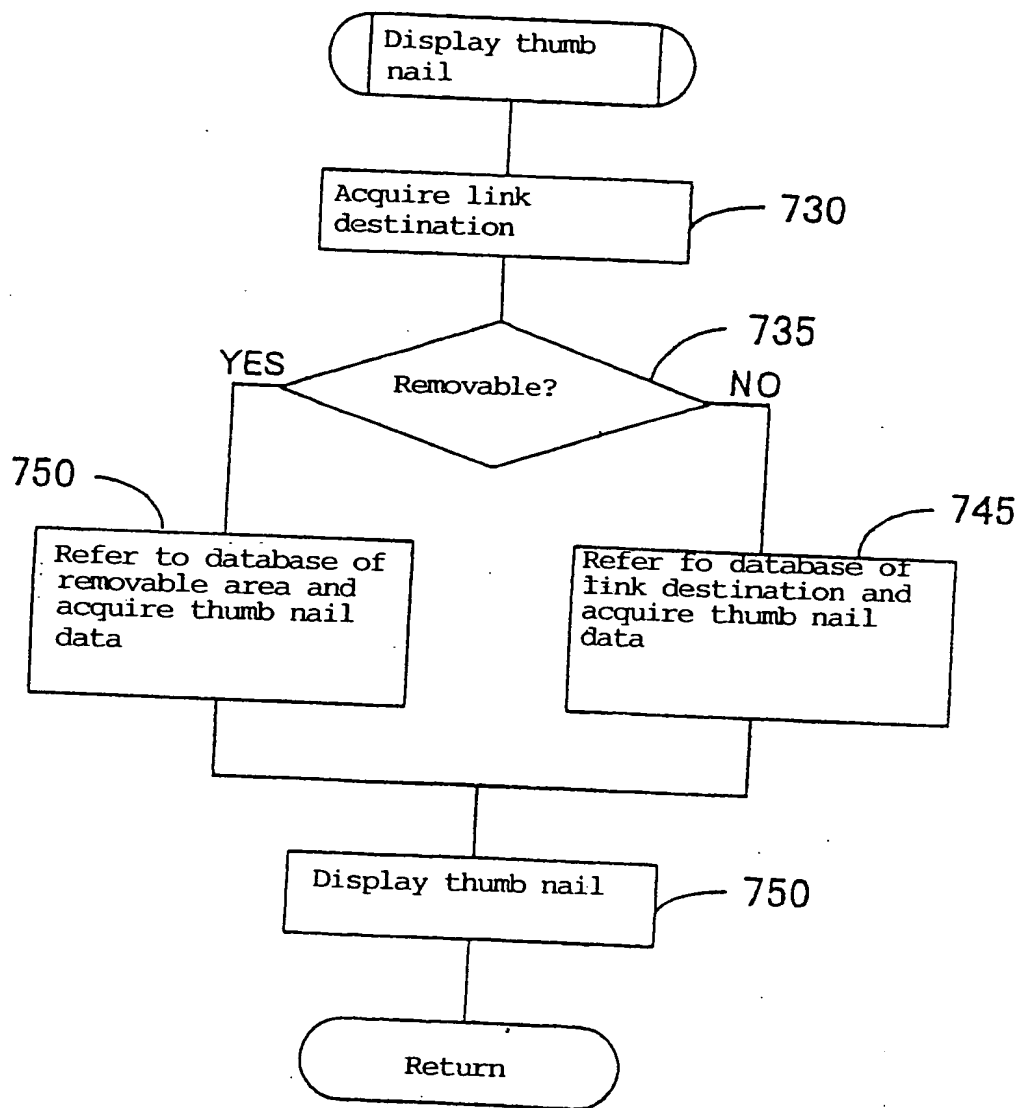 Display thumb
nail
Acquire link
destination
730
735
YES
Removable?
NO
750
745
Refer to database of
removable area and
acquire thumb nail
data
Refer fo database of
link destination and
acquire thumb nail
data
Display thumb nail
750
Return